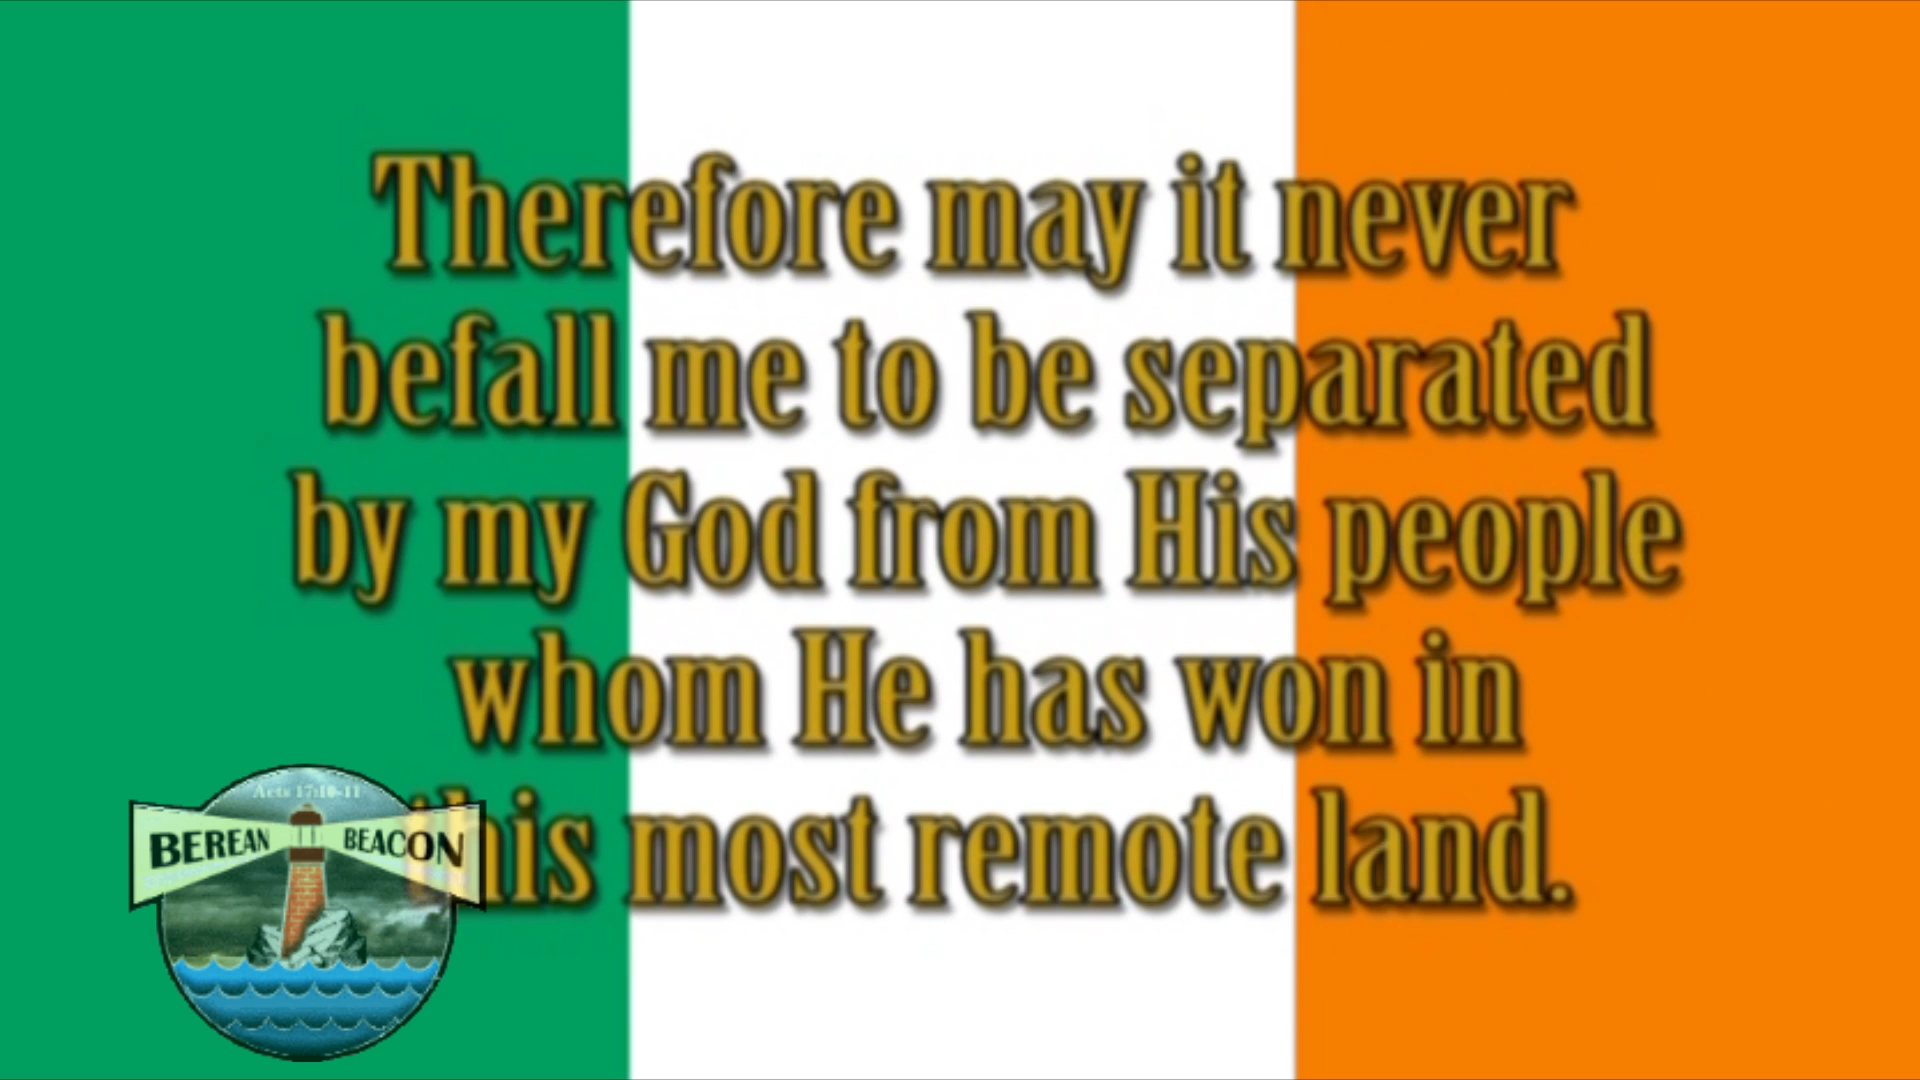 Therefore may it never
befall me to be separated
by my God from His people
whom He has won in
this most remote land.
Acts 17:10-11
BEREAN BEACON